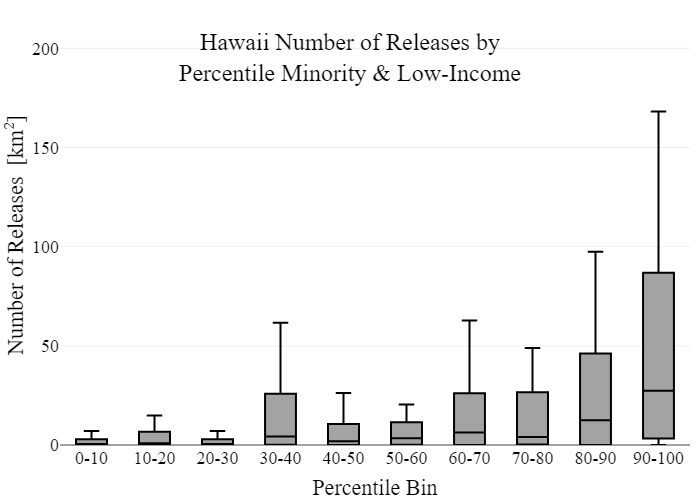 Hawaii Number of Releases by
Percentile Minority & Low-Income
Number of Releases [km²]
200
150
100
50
0
0-10 10-20 20-30 30-40 40-50 50-60 60-70 70-80 80-90 90-100
Percentile Bin